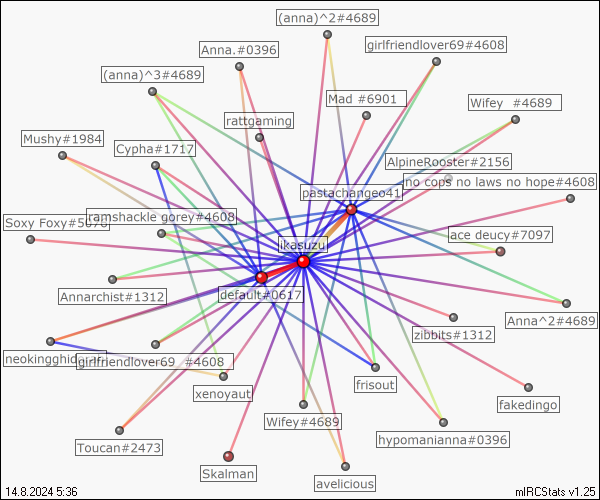 (anna)^2#4689
Anna.#0396
girlfriendlover69#4608
(anna)^3#4689
Mad #6901
Wifey #4689
rattgaming
Mushy#1984
Cypha#1717
AlpineRooster#2156
no cops no laws no hope#4608
pastachangeo41
Soxy Foxy#5070
ramshackle gorey#4608
ace deucy#7097
ikasuzu
default#0617
Annarchist#1312
Anna^2#4689
zibbits#1312
girlfriendlover69 #4608
frisout
xenoyaut
fakedingo
Wifey#4689
hypomanianna#0396
Toucan#2473
Skalman
avelicious
14.8.2024 5:36
mIRCStats v1.25